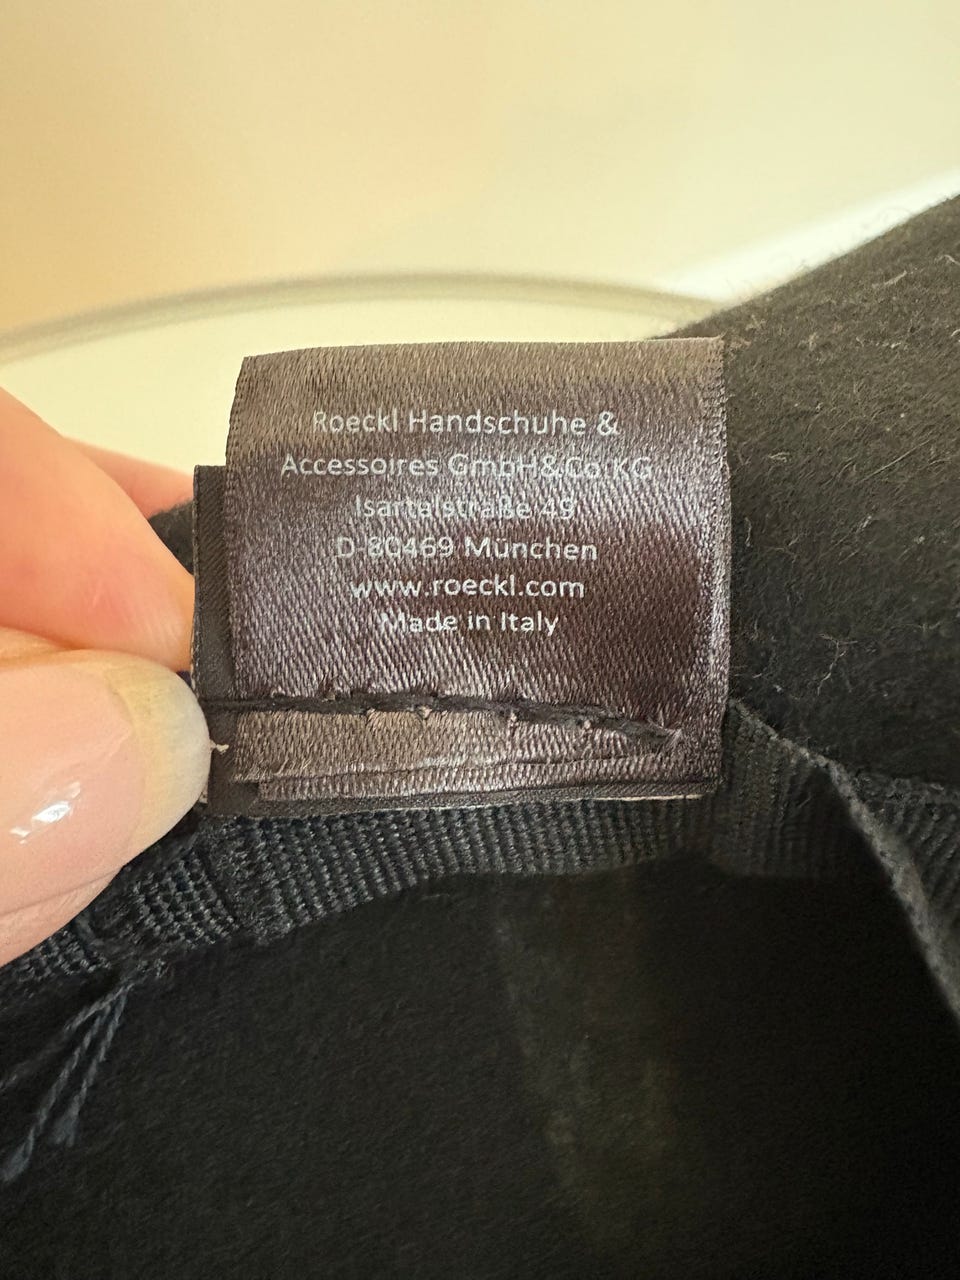 Roeckl Handschuhe &
Accessoires GmbH&Co.KG
Isartalstraße 49
D-80469 München
www.roeckl.com
Made in Italy